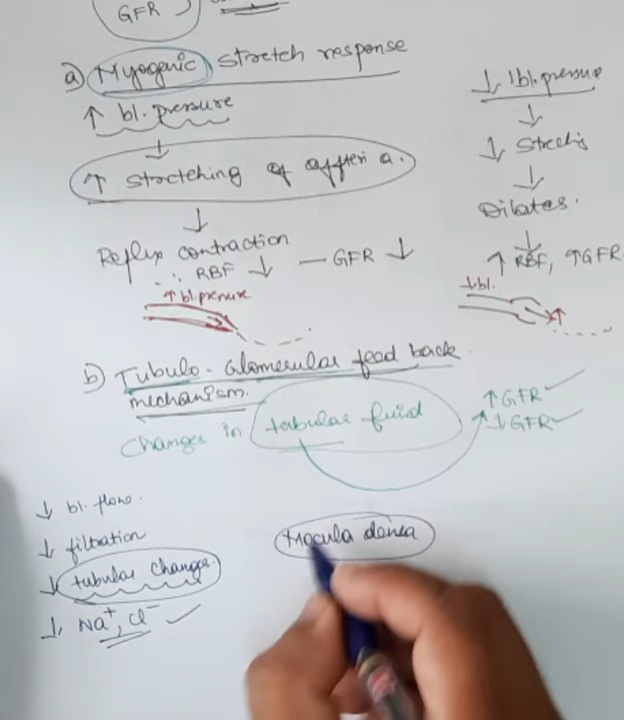 GFR
a) Myogenic stretch response
↑ bl. pressure
↓
↑ stretching of affern a.
↓
Reflex contraction
∴ RBF ↓ — GFR ↓
↑ bl. pressure
↓ bl. pressure
↓
↓ Stretch
↓
Dilates.
↓
↑ RBF, ↑ GFR
↓ bl.
b) Tubulo-Glomerular feed back
mechanism.
Changes in tubular fluid
↑ GFR ✓
↓ GFR ✓
↓ bl. flow.
↓ filtration
↓ tubular change.
↓ Na⁺, Cl⁻ ✓
Macula densa